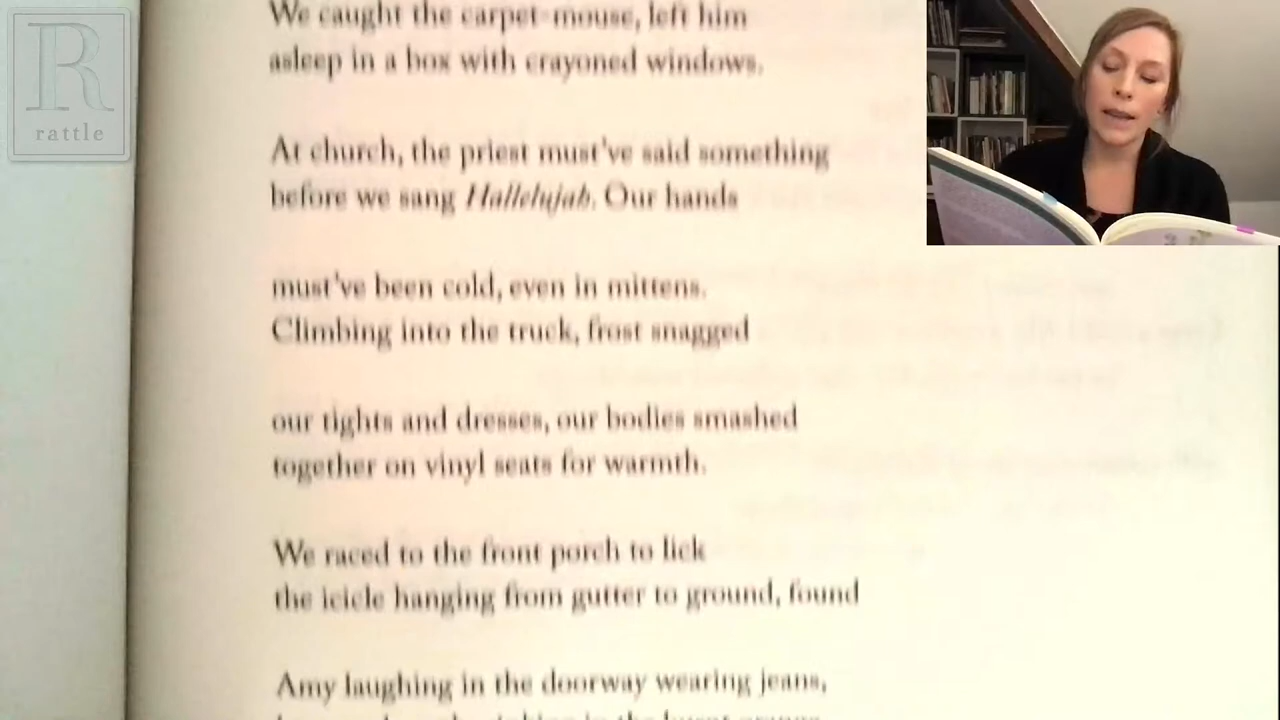 R
rattle
We caught the carpet-mouse, left him
asleep in a box with crayoned windows.
At church, the priest must've said something
before we sang Hallelujah. Our hands
must've been cold, even in mittens.
Climbing into the truck, frost snagged
our tights and dresses, our bodies smashed
together on vinyl seats for warmth.
We raced to the front porch to lick
the icicle hanging from gutter to ground, found
Amy laughing in the doorway wearing jeans,
in the burnt orange